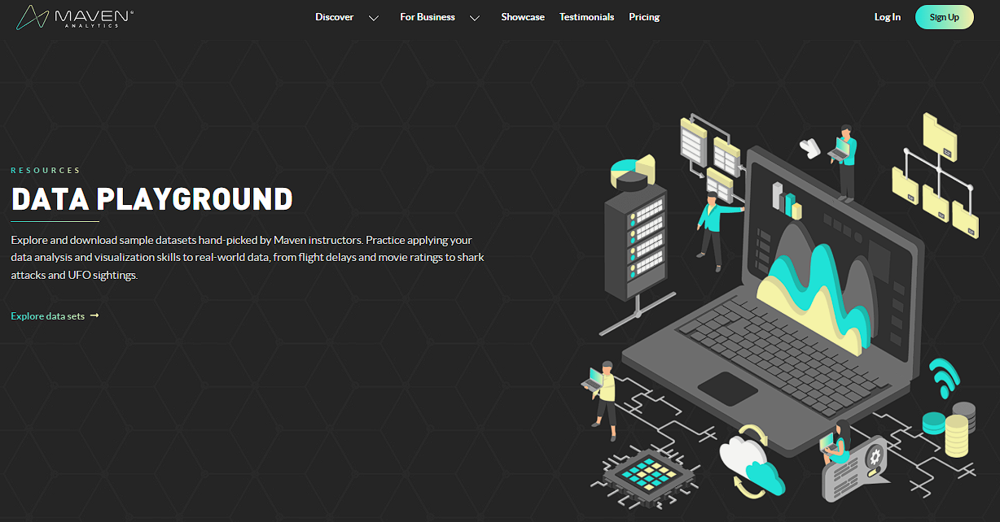 MAVEN®
ANALYTICS
Discover
For Business
Showcase
Testimonials
Pricing
Log In
Sign Up
RESOURCES
DATA PLAYGROUND
Explore and download sample datasets hand-picked by Maven instructors. Practice applying your
data analysis and visualization skills to real-world data, from flight delays and movie ratings to shark
attacks and UFO sightings.
Explore data sets →